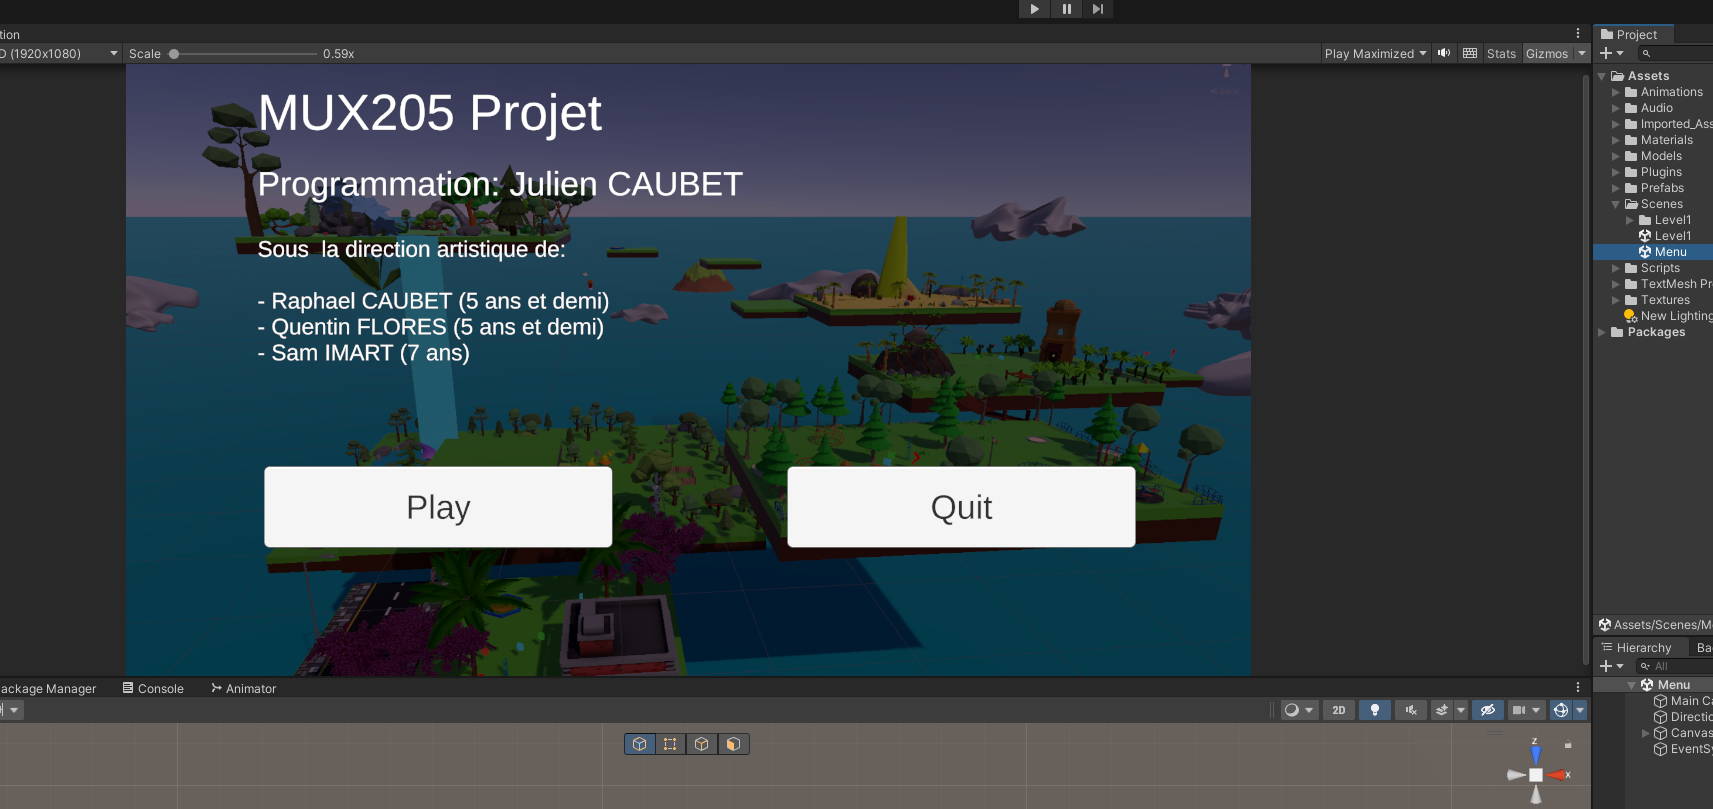 tion
D (1920x1080)
Scale
0.59x
Play Maximized
Stats
Gizmos
MUX205 Projet
Programmation: Julien CAUBET
Sous  la direction artistique de:
- Raphael CAUBET (5 ans et demi)
- Quentin FLORES (5 ans et demi)
- Sam IMART (7 ans)
Play
Quit
Project
Assets
Animations
Audio
Imported_Ass
Materials
Models
Plugins
Prefabs
Scenes
Level1
Level1
Menu
Scripts
TextMesh Pr
Textures
New Lighting
Packages
Assets/Scenes/M
Hierarchy
Ba
All
Menu
Main Ca
Directio
Canvas
EventSy
ackage Manager
Console
Animator
2D
z
x